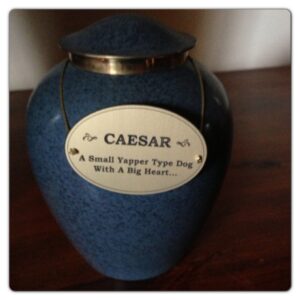 CAESAR
A Small Yapper Type Dog
With A Big Heart...